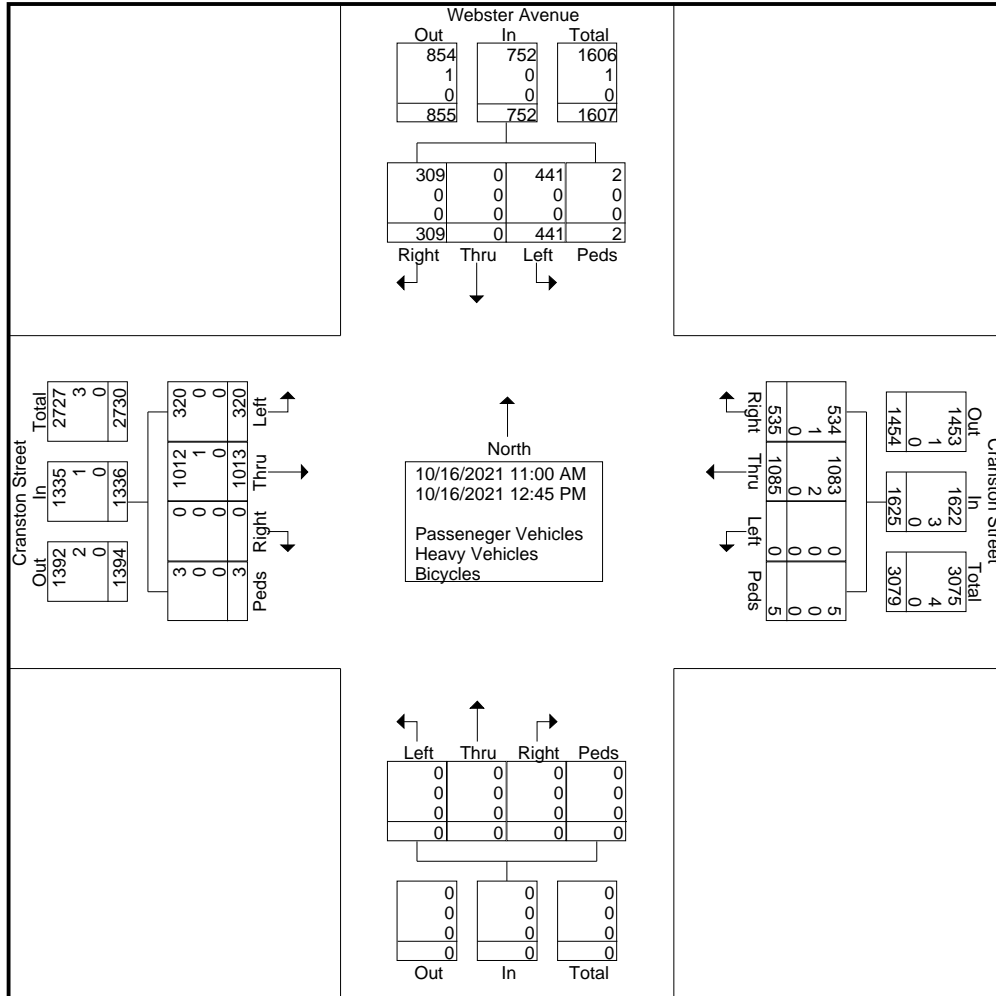 Webster Avenue
Out In Total
854 752 1606
1 0 1
0 0 0
855 752 1607
309 0 441 2
0 0 0 0
0 0 0 0
309 0 441 2
Right Thru Left Peds
Cranston Street
Total
2727
3
0
2730
In
1335
1
0
1336
Out
1392
2
0
1394
320
0
0
320
Left
1012
1
0
1013
Thru
0
0
0
0
Right
3
0
0
3
Peds
North
10/16/2021 11:00 AM
10/16/2021 12:45 PM
Passeneger Vehicles
Heavy Vehicles
Bicycles
Right
534
1
0
535
Thru
1083
2
0
1085
Left
0
0
0
0
Peds
5
0
0
5
Cranston Street
Out
1453
1
0
1454
In
1622
3
0
1625
Total
3075
4
0
3079
Left Thru Right Peds
0 0 0 0
0 0 0 0
0 0 0 0
0 0 0 0
0 0 0
0 0 0
0 0 0
0 0 0
Out In Total